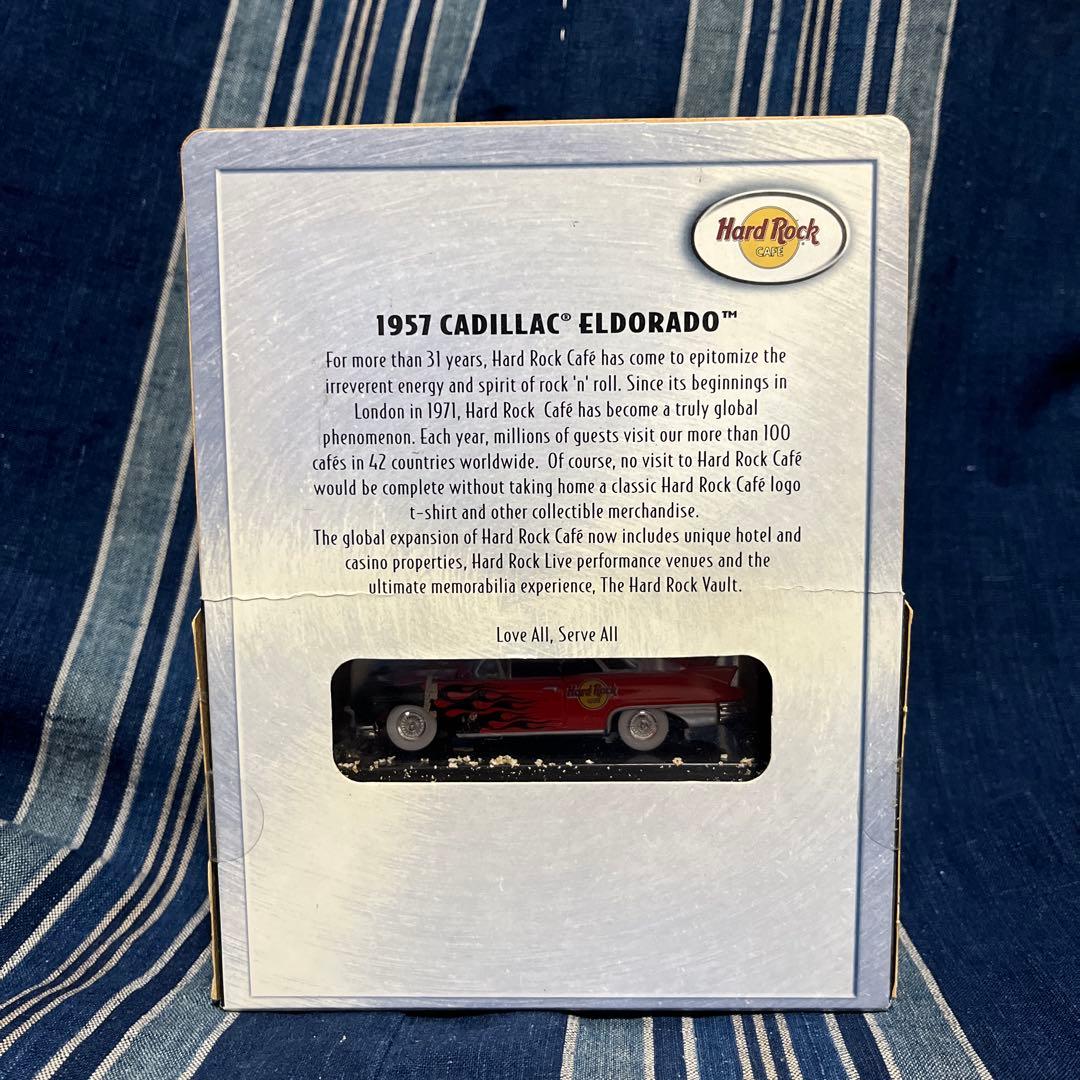 Hard Rock
CAFE
1957 CADILLAC® ELDORADO™
For more than 31 years, Hard Rock Café has come to epitomize the
irreverent energy and spirit of rock 'n' roll. Since its beginnings in
London in 1971, Hard Rock Café has become a truly global
phenomenon. Each year, millions of guests visit our more than 100
cafés in 42 countries worldwide. Of course, no visit to Hard Rock Café
would be complete without taking home a classic Hard Rock Café logo
t-shirt and other collectible merchandise.
The global expansion of Hard Rock Café now includes unique hotel and
casino properties, Hard Rock Live performance venues and the
ultimate memorabilia experience, The Hard Rock Vault.
Love All, Serve All
Hard Rock